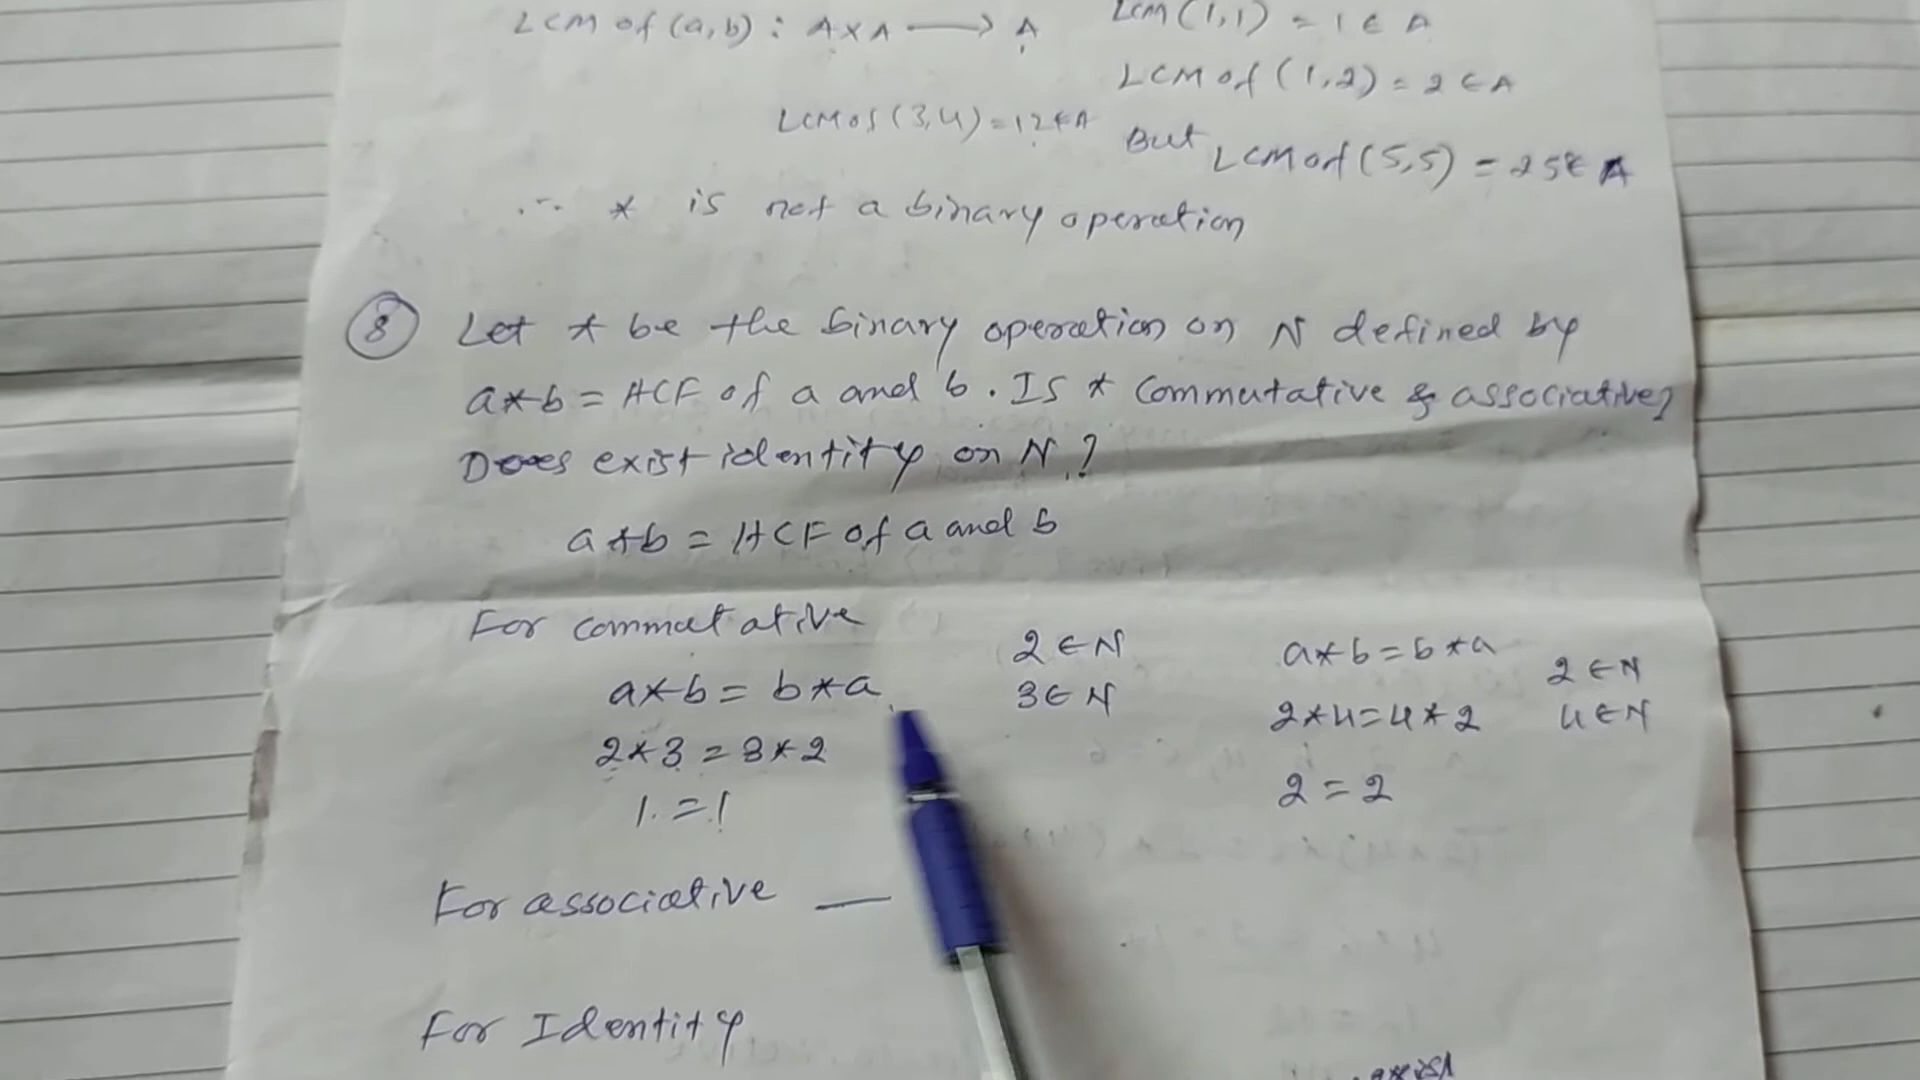 LCM of (a,b) : A×A ⟶ A
LCM (1,1) = 1 ∈ A
LCM of (1,2) = 2 ∈ A
LCM of (3,4) = 12 ∉ A
But LCM of (5,5) = 25 ∉ A
∴ * is not a binary operation
8 Let * be the binary operation on N defined by
a*b = HCF of a and b. Is * Commutative & associative?
Does exist identity on N ?
a*b = HCF of a and b
For commutative
a*b = b*a
2*3 = 3*2
1 = 1
2 ∈ N
3 ∈ N
a*b = b*a
2*4 = 4*2
2 = 2
2 ∈ N
4 ∈ N
For associative —
For Identity
exist